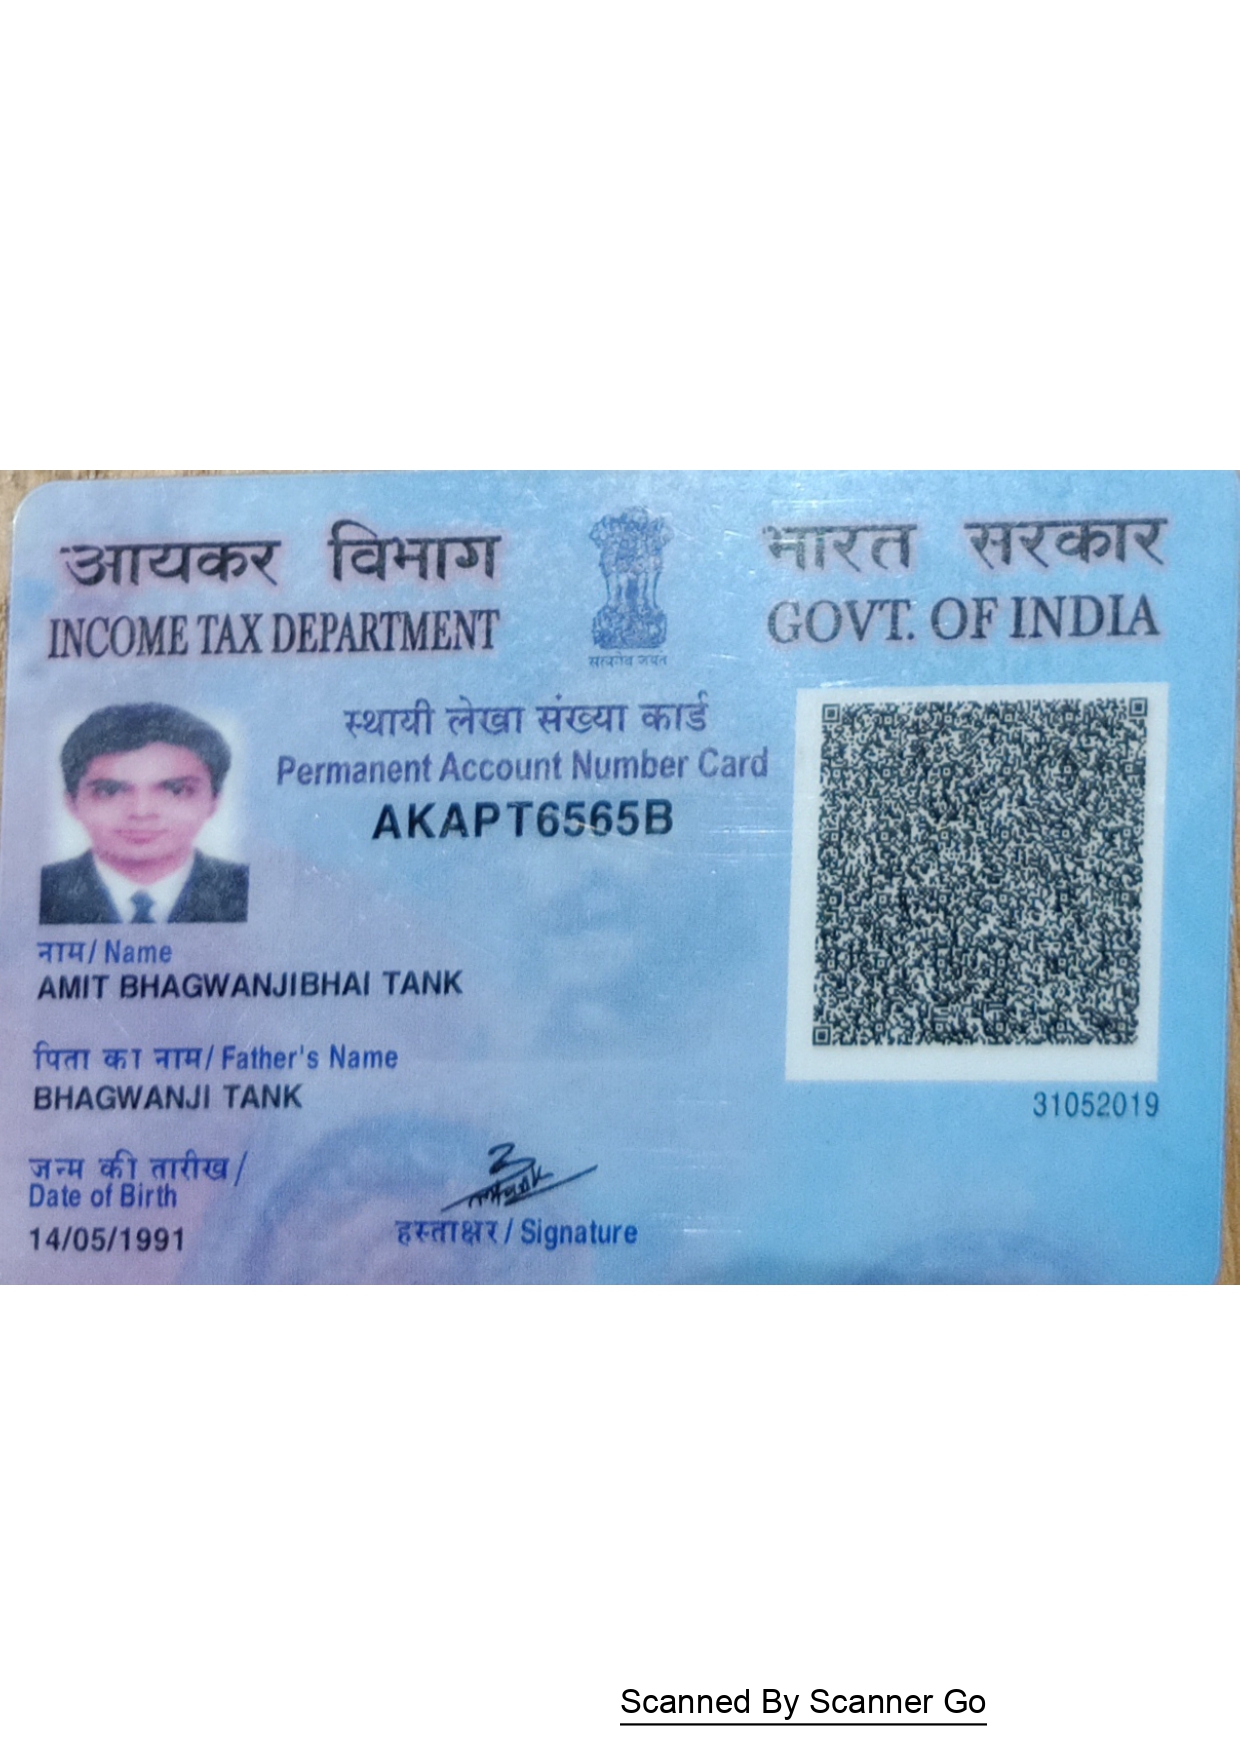 आयकर विभाग
INCOME TAX DEPARTMENT
सत्यमेव जयते
भारत सरकार
GOVT. OF INDIA
स्थायी लेखा संख्या कार्ड
Permanent Account Number Card
AKAPT6565B
नाम/ Name
AMIT BHAGWANJIBHAI TANK
पिता का नाम/ Father's Name
BHAGWANJI TANK
31052019
जन्म की तारीख/
Date of Birth
14/05/1991
हस्ताक्षर/ Signature
Scanned By Scanner Go